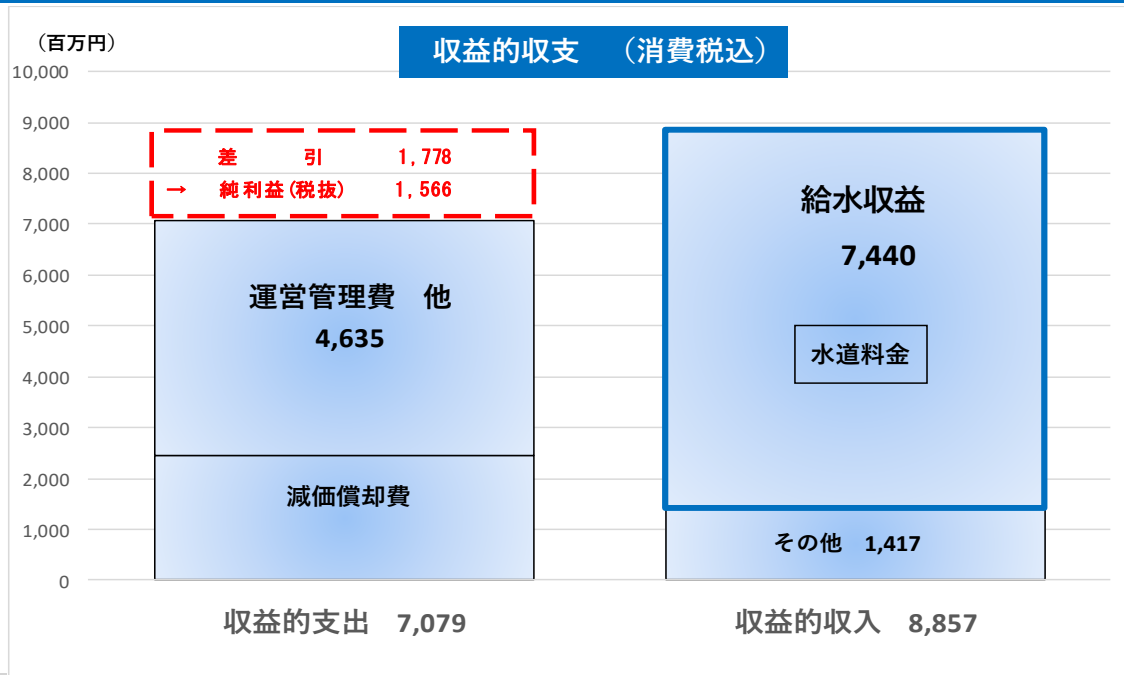 （百万円）
収益的収支　（消費税込）
10,000
9,000
8,000
7,000
6,000
5,000
4,000
3,000
2,000
1,000
0
差　引　1,778
→　純利益(税抜)　1,566
運営管理費　他
4,635
減価償却費
給水収益
7,440
水道料金
その他　1,417
収益的支出　7,079
収益的収入　8,857